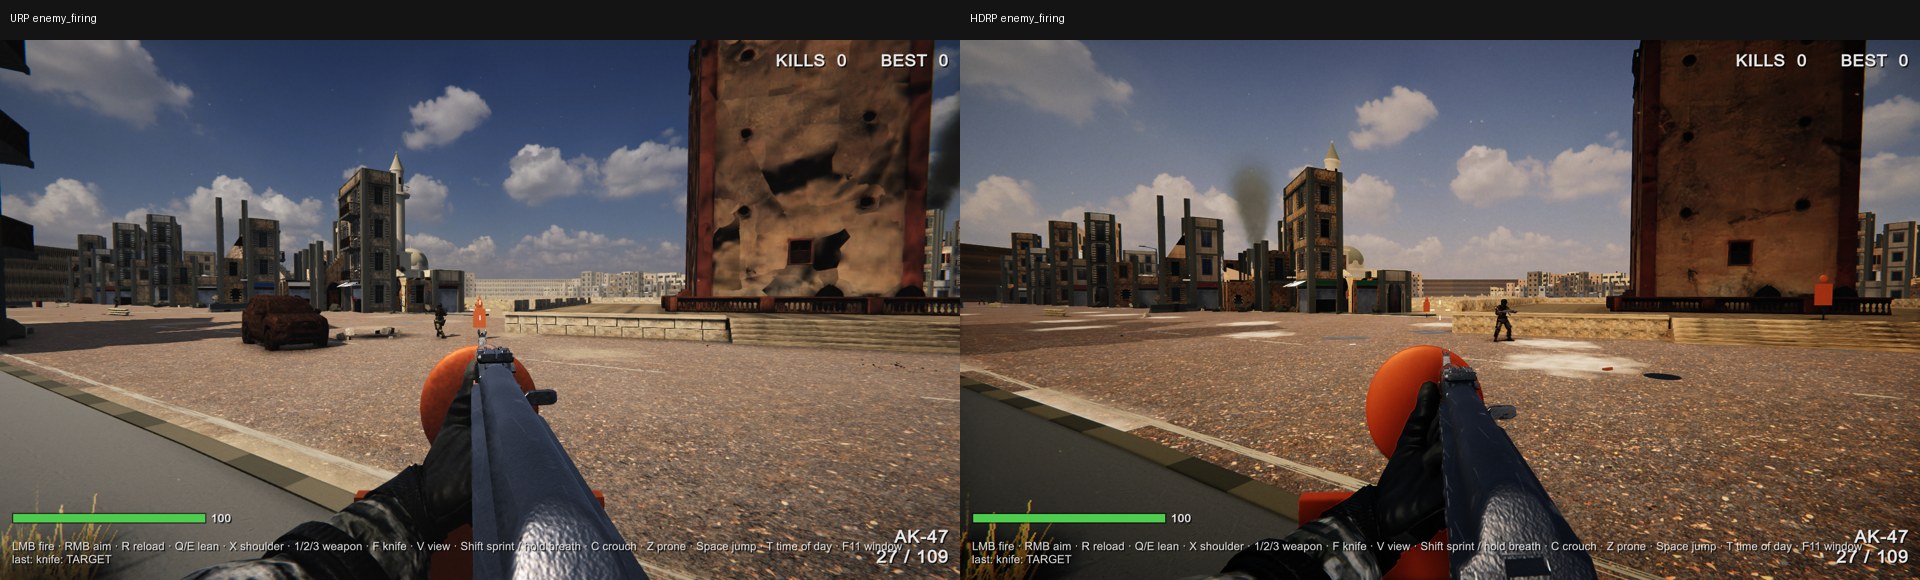 URP enemy_firing
KILLS 0 BEST 0
100
AK-47
LMB fire · RMB aim · R reload · Q/E lean · X shoulder · 1/2/3 weapon · F knife · V view · Shift sprint / hold breath · C crouch · Z prone · Space jump · T time of day · F11 window
27 / 109
last: knife: TARGET
HDRP enemy_firing
KILLS 0 BEST 0
100
AK-47
LMB fire · RMB aim · R reload · Q/E lean · X shoulder · 1/2/3 weapon · F knife · V view · Shift sprint / hold breath · C crouch · Z prone · Space jump · T time of day · F11 window
27 / 109
last: knife: TARGET